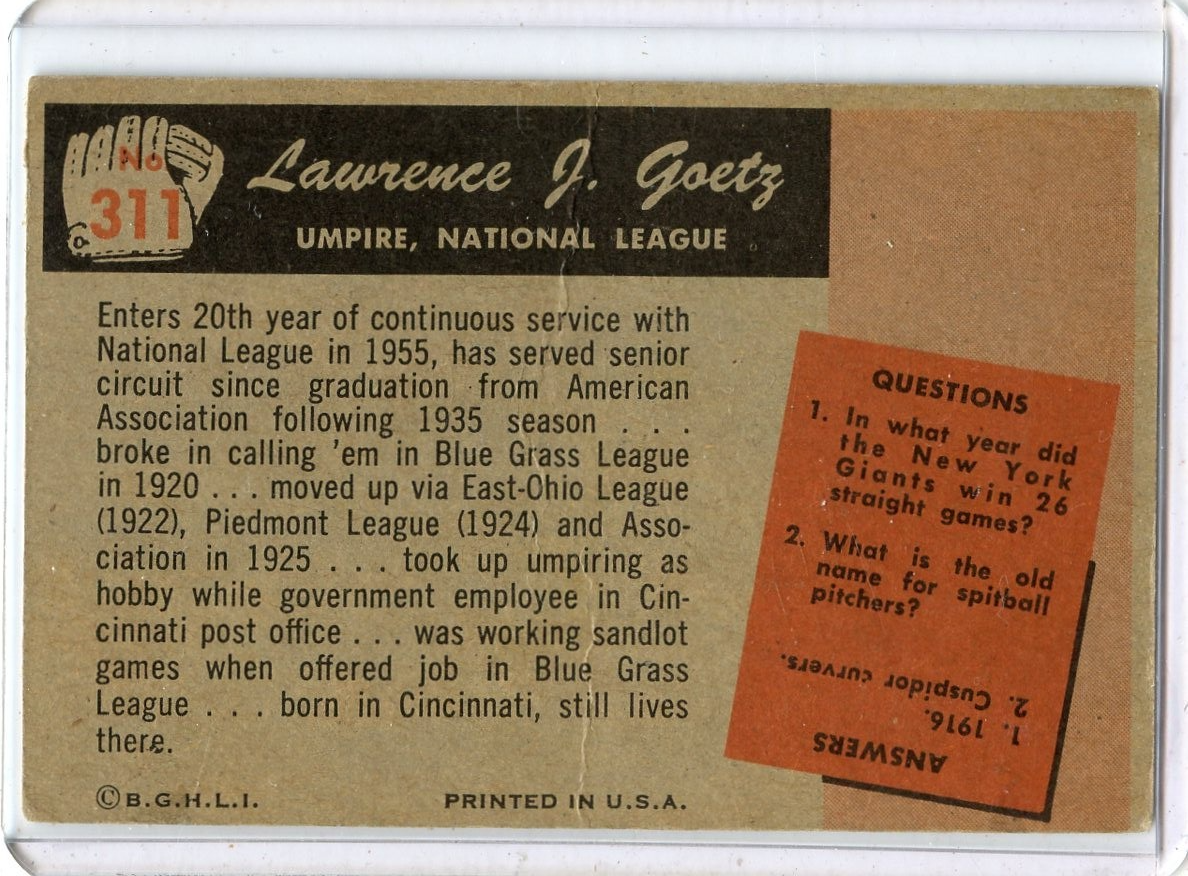 No
311
Lawrence J. Goetz
UMPIRE, NATIONAL LEAGUE
Enters 20th year of continuous service with
National League in 1955, has served senior
circuit since graduation from American
Association following 1935 season . . .
broke in calling 'em in Blue Grass League
in 1920 . . . moved up via East-Ohio League
(1922), Piedmont League (1924) and Asso-
ciation in 1925 . . . took up umpiring as
hobby while government employee in Cin-
cinnati post office . . . was working sandlot
games when offered job in Blue Grass
League . . . born in Cincinnati, still lives
there.
©B.G.H.L.I. PRINTED IN U.S.A.
QUESTIONS
1. In what year did
the New York
Giants win 26
straight games?
2. What is the old
name for spitball
pitchers?
ANSWERS
1. 1916.
2. Cuspidor curvers.